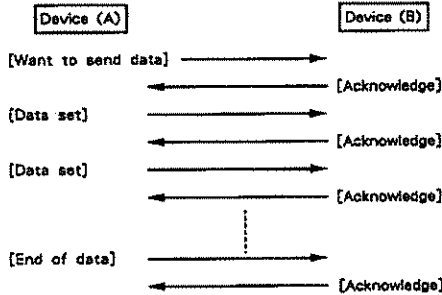 Device (A) Device (B)
[Want to send data]
[Acknowledge]
[Data set]
[Acknowledge]
[Data set]
[Acknowledge]
[End of data]
[Acknowledge]